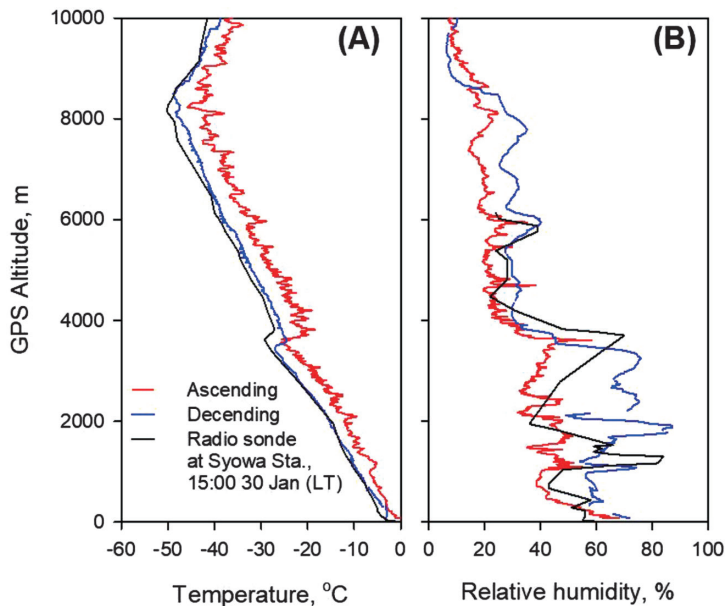 (A)
(B)
10000
8000
6000
4000
2000
0
GPS Altitude, m
Ascending
Decending
Radio sonde
at Syowa Sta.,
15:00 30 Jan (LT)
-60 -50 -40 -30 -20 -10 0
0 20 40 60 80 100
Temperature, °C
Relative humidity, %